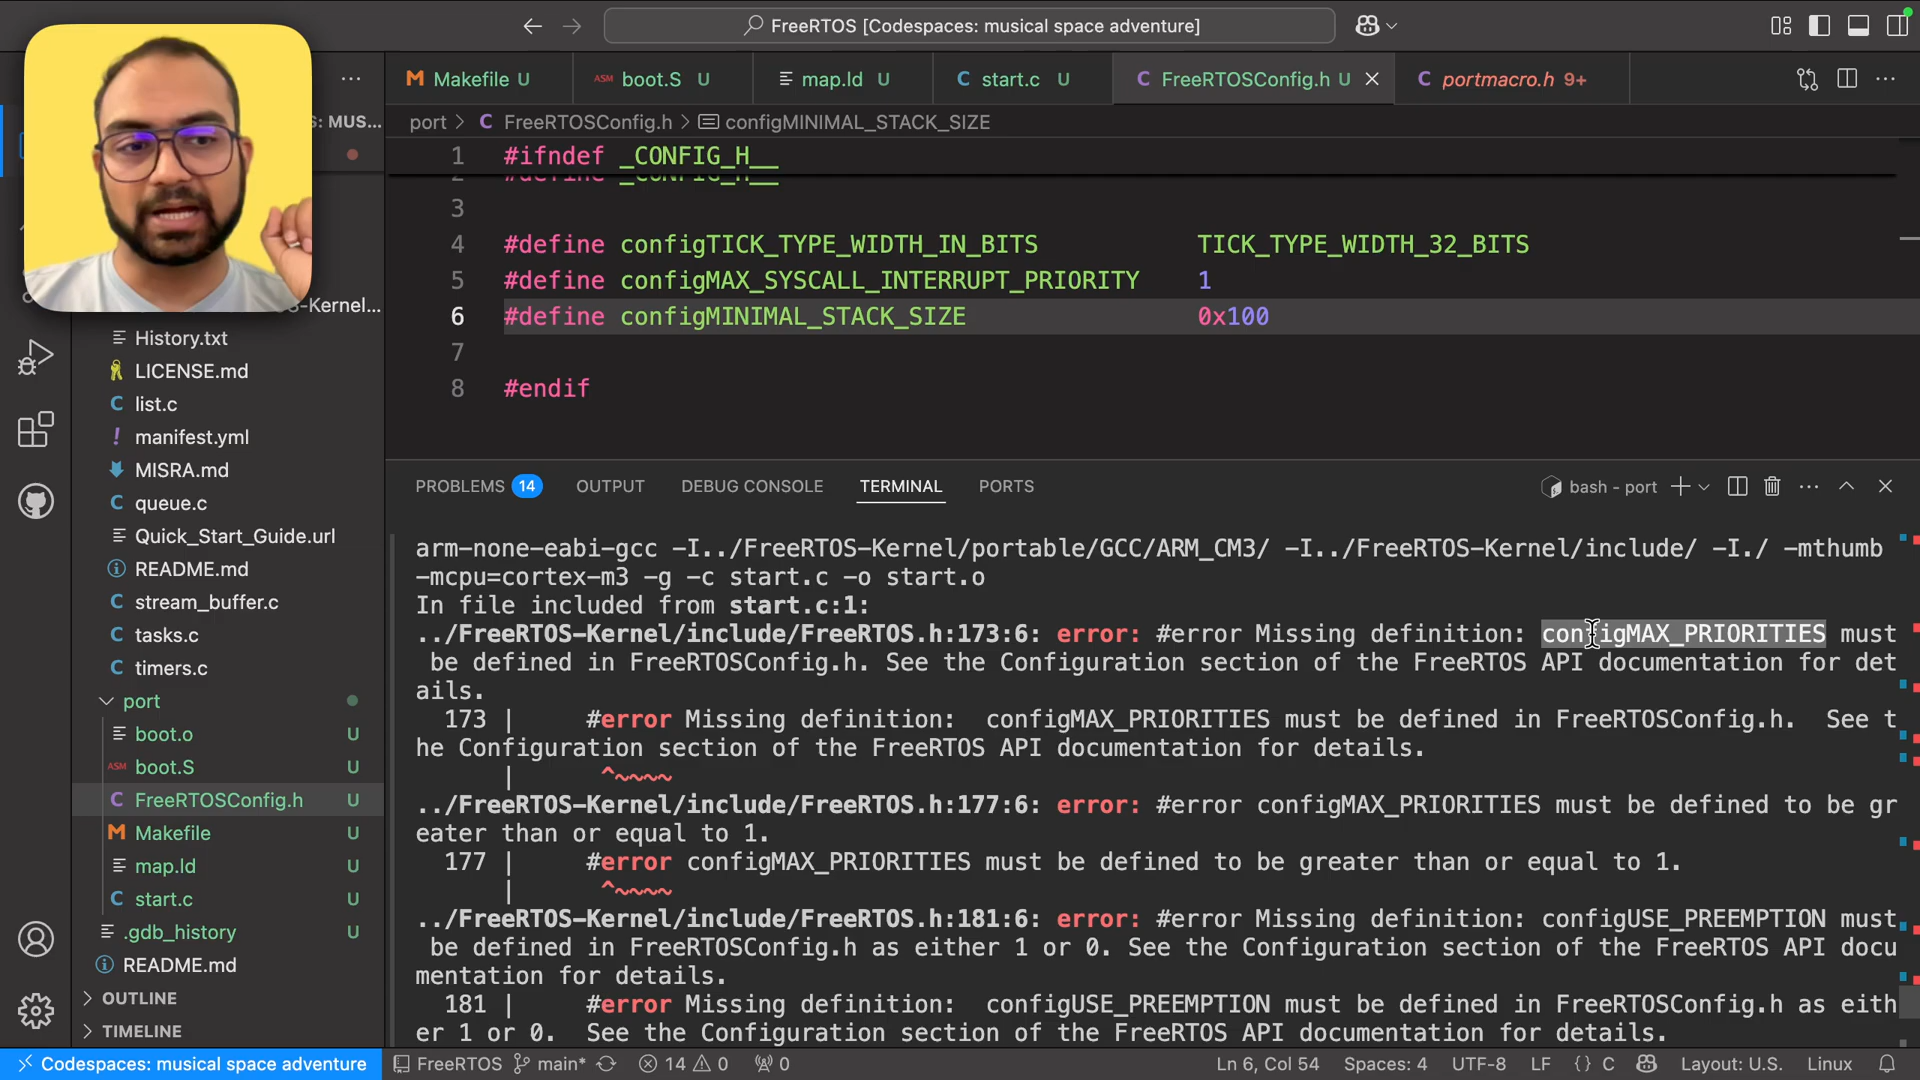 FreeRTOS [Codespaces: musical space adventure]
Makefile U
ASM boot.S U
map.ld U
C start.c U
C FreeRTOSConfig.h U
C portmacro.h 9+
: MUS...
port > C FreeRTOSConfig.h > configMINIMAL_STACK_SIZE
1 #ifndef _CONFIG_H__
2 #define _CONFIG_H__
3
4 #define configTICK_TYPE_WIDTH_IN_BITS TICK_TYPE_WIDTH_32_BITS
5 #define configMAX_SYSCALL_INTERRUPT_PRIORITY 1
6 #define configMINIMAL_STACK_SIZE 0x100
7
8 #endif
S-Kernel...
History.txt
LICENSE.md
C list.c
! manifest.yml
MISRA.md
C queue.c
Quick_Start_Guide.url
README.md
C stream_buffer.c
C tasks.c
C timers.c
port
boot.o U
ASM boot.S U
C FreeRTOSConfig.h U
M Makefile U
map.ld U
C start.c U
.gdb_history U
README.md
OUTLINE
TIMELINE
PROBLEMS 14
OUTPUT
DEBUG CONSOLE
TERMINAL
PORTS
bash - port
arm-none-eabi-gcc -I../FreeRTOS-Kernel/portable/GCC/ARM_CM3/ -I../FreeRTOS-Kernel/include/ -I./ -mthumb
-mcpu=cortex-m3 -g -c start.c -o start.o
In file included from start.c:1:
../FreeRTOS-Kernel/include/FreeRTOS.h:173:6: error: #error Missing definition: configMAX_PRIORITIES must
be defined in FreeRTOSConfig.h. See the Configuration section of the FreeRTOS API documentation for det
ails.
173 | #error Missing definition: configMAX_PRIORITIES must be defined in FreeRTOSConfig.h. See t
he Configuration section of the FreeRTOS API documentation for details.
| ^~~~~
../FreeRTOS-Kernel/include/FreeRTOS.h:177:6: error: #error configMAX_PRIORITIES must be defined to be gr
eater than or equal to 1.
177 | #error configMAX_PRIORITIES must be defined to be greater than or equal to 1.
| ^~~~~
../FreeRTOS-Kernel/include/FreeRTOS.h:181:6: error: #error Missing definition: configUSE_PREEMPTION must
be defined in FreeRTOSConfig.h as either 1 or 0. See the Configuration section of the FreeRTOS API docu
mentation for details.
181 | #error Missing definition: configUSE_PREEMPTION must be defined in FreeRTOSConfig.h as eith
er 1 or 0. See the Configuration section of the FreeRTOS API documentation for details.
Codespaces: musical space adventure
FreeRTOS
main*
14
0
0
Ln 6, Col 54
Spaces: 4
UTF-8
LF
{} C
Layout: U.S.
Linux